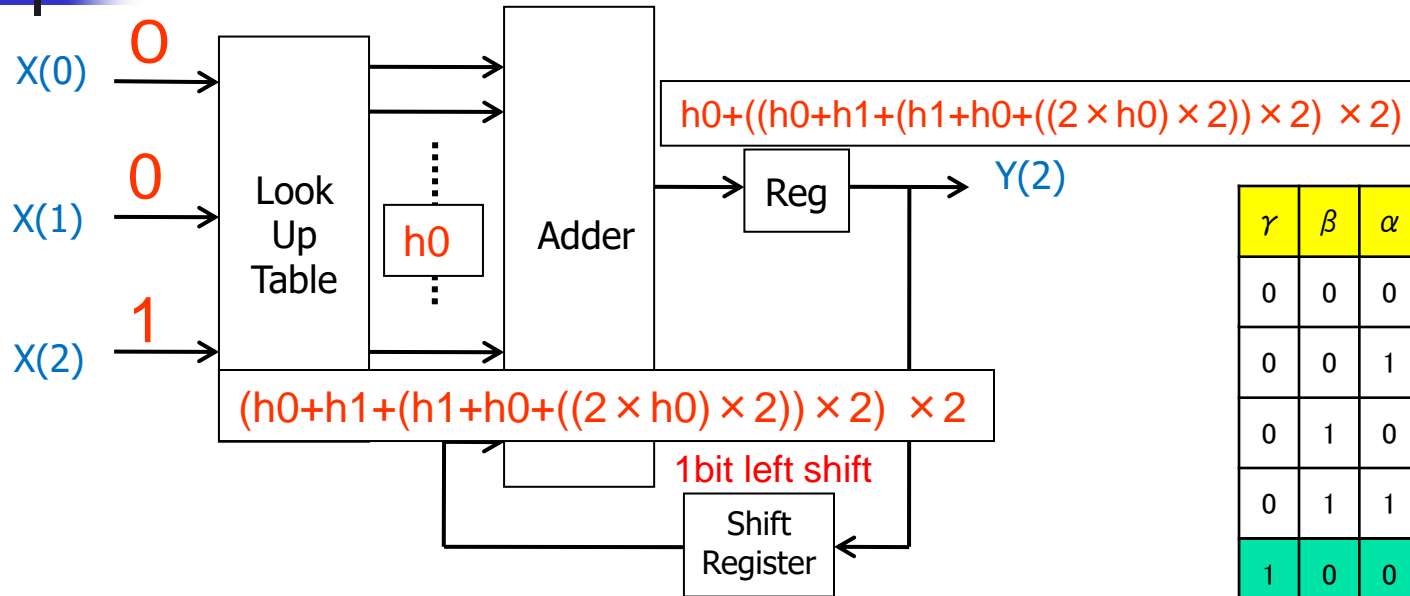 X(0)
0
X(1)
0
X(2)
1
Look
Up
Table
h0
Adder
h0+((h0+h1+(h1+h0+((2×h0)×2))×2) ×2)
Reg
Y(2)
(h0+h1+(h1+h0+((2×h0)×2))×2) ×2
1bit left shift
Shift
Register
γ β α
0 0 0
0 0 1
0 1 0
0 1 1
1 0 0